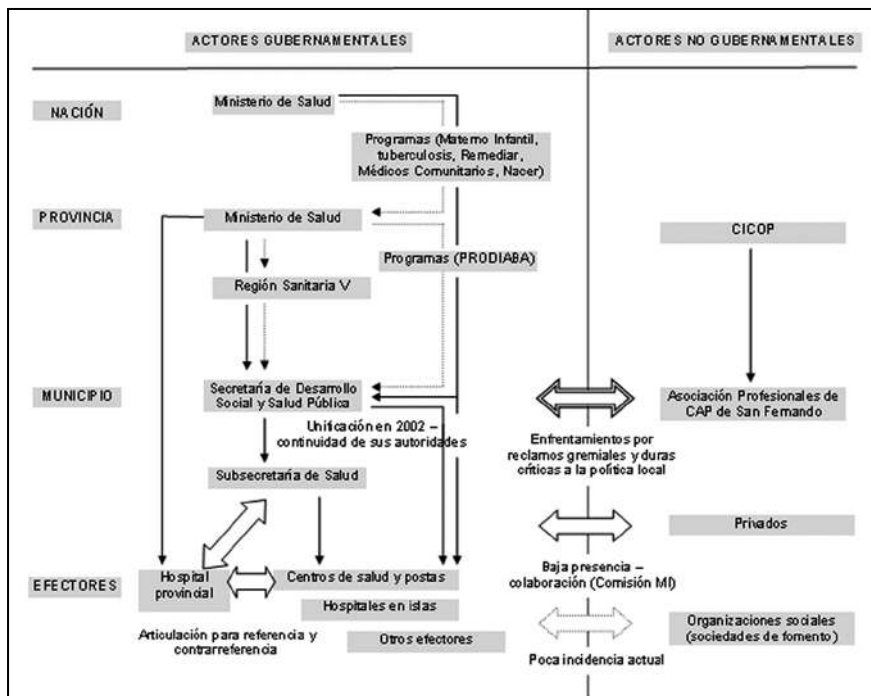 ACTORES GUBERNAMENTALES
ACTORES NO GUBERNAMENTALES
NACIÓN
Ministerio de Salud
Programas (Materno Infantil,
tuberculosis, Remediar,
Médicos Comunitarios, Nacer)
PROVINCIA
Ministerio de Salud
CICOP
Programas (PRODIABA)
Región Sanitaria V
MUNICIPIO
Secretaría de Desarrollo
Social y Salud Pública
Asociación Profesionales de
CAP de San Fernando
Unificación en 2002 –
continuidad de sus autoridades
Enfrentamientos por
reclamos gremiales y duras
críticas a la política local
Subsecretaría de Salud
Privados
EFECTORES
Hospital
provincial
Centros de salud y postas
Baja presencia –
colaboración (Comisión MI)
Hospitales en islas
Otros efectores
Organizaciones sociales
(sociedades de fomento)
Articulación para referencia y
contrarreferencia
Poca incidencia actual